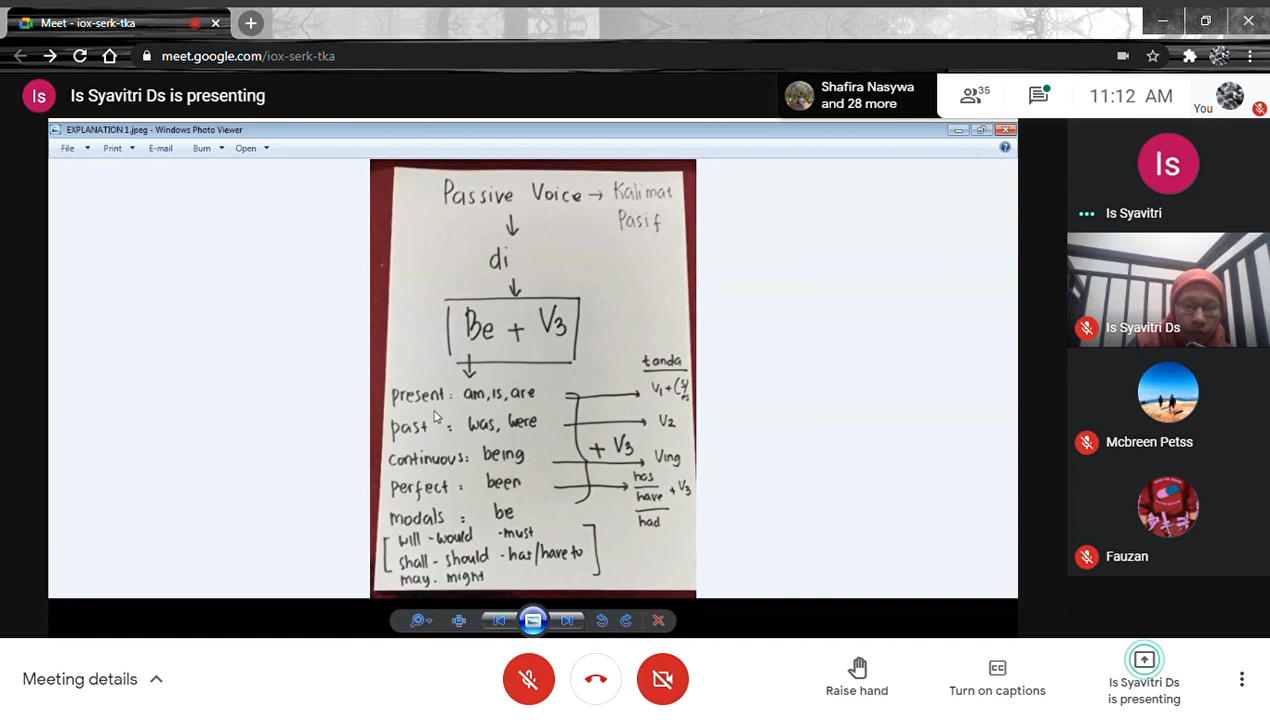 Meet - iox-serk-tka
meet.google.com/iox-serk-tka
Is
Is Syavitri Ds is presenting
Shafira Nasywa
and 28 more
35
11:12 AM
You
EXPLANATION 1.jpeg - Windows Photo Viewer
File Print E-mail Burn Open
Passive Voice → Kalimat
Pasif
↓
di
↓
Be + V3
↓
tanda
present : am, is, are → V1 + (s/es
past : was, were → V2
+ V3
continuous : being → Ving
perfect : been → has/have/had + V3
modals : be
[will - would - must
shall - should - has/have to
may - might]
Is
Is Syavitri
Is Syavitri Ds
Mcbreen Petss
Fauzan
Meeting details
Raise hand
Turn on captions
Is Syavitri Ds
is presenting